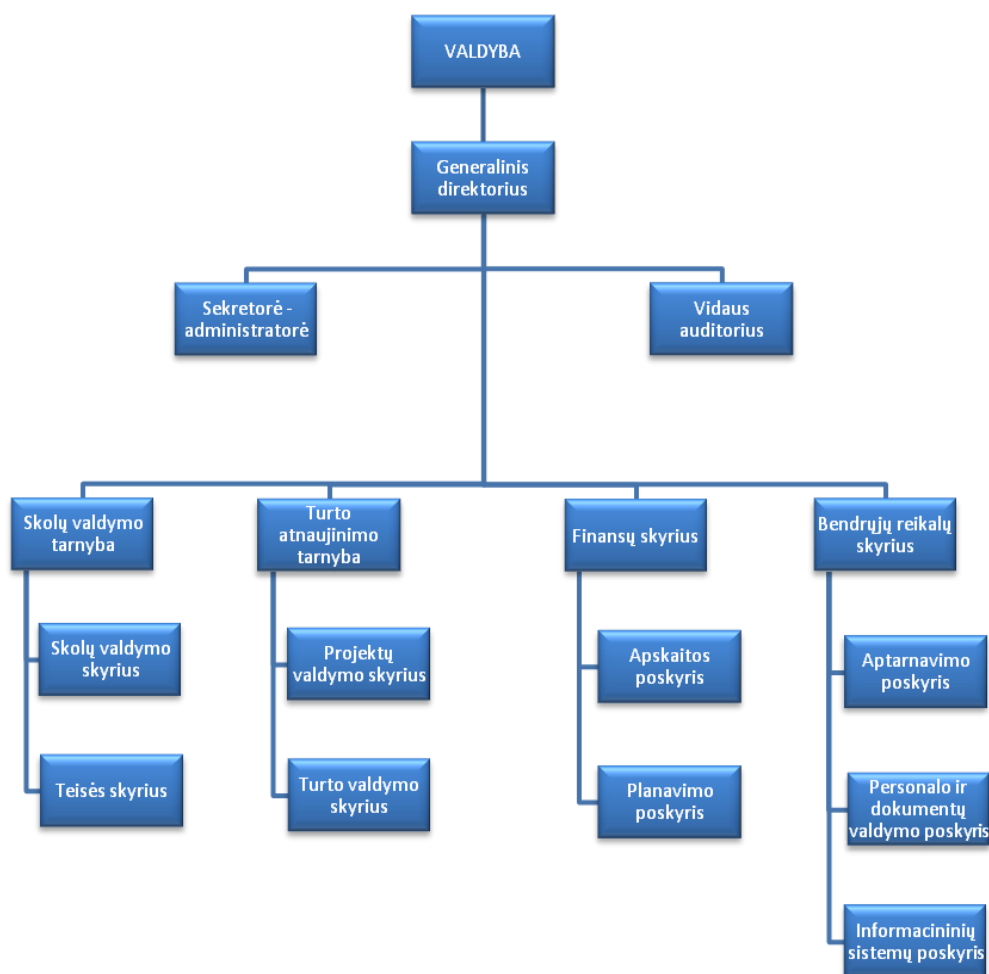 VALDYBA
Generalinis
direktorius
Sekretorė -
administratorė
Vidaus
auditorius
Skolų valdymo
tarnyba
Turto
atnaujinimo
tarnyba
Finansų skyrius
Bendrųjų reikalų
skyrius
Skolų valdymo
skyrius
Projektų
valdymo skyrius
Apskaitos
poskyris
Aptarnavimo
poskyris
Teisės skyrius
Turto valdymo
skyrius
Planavimo
poskyris
Personalo ir
dokumentų
valdymo poskyris
Informacininių
sistemų poskyris